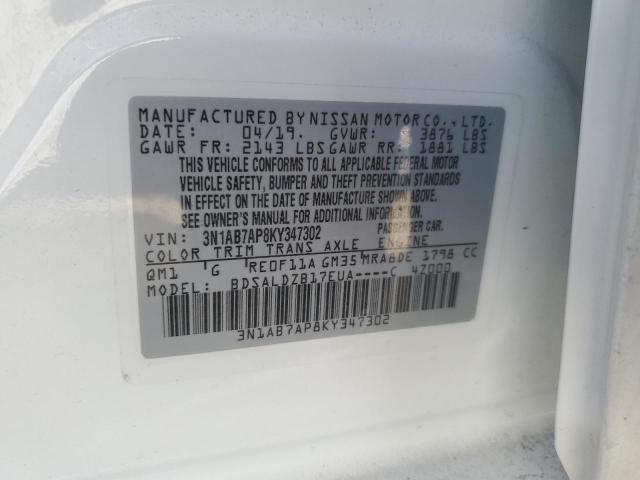 MANUFACTURED BY NISSAN MOTOR CO., LTD.
DATE: 04/19. GVWR: 3876 LBS
GAWR FR: 2143 LBS GAWR RR: 1881 LBS
THIS VEHICLE CONFORMS TO ALL APPLICABLE FEDERAL MOTOR
VEHICLE SAFETY, BUMPER AND THEFT PREVENTION STANDARDS
IN EFFECT ON THE DATE OF MANUFACTURE SHOWN ABOVE.
SEE OWNER'S MANUAL FOR ADDITIONAL INFORMATION.
VIN: 3N1AB7AP8KY347302 PASSENGER CAR.
COLOR TRIM TRANS AXLE ENGINE
QM1 G RE0F11A GM35 MRA8DE 1798 CC
MODEL: BDSALDZB17EUA----C 4Z000
3N1AB7AP8KY347302